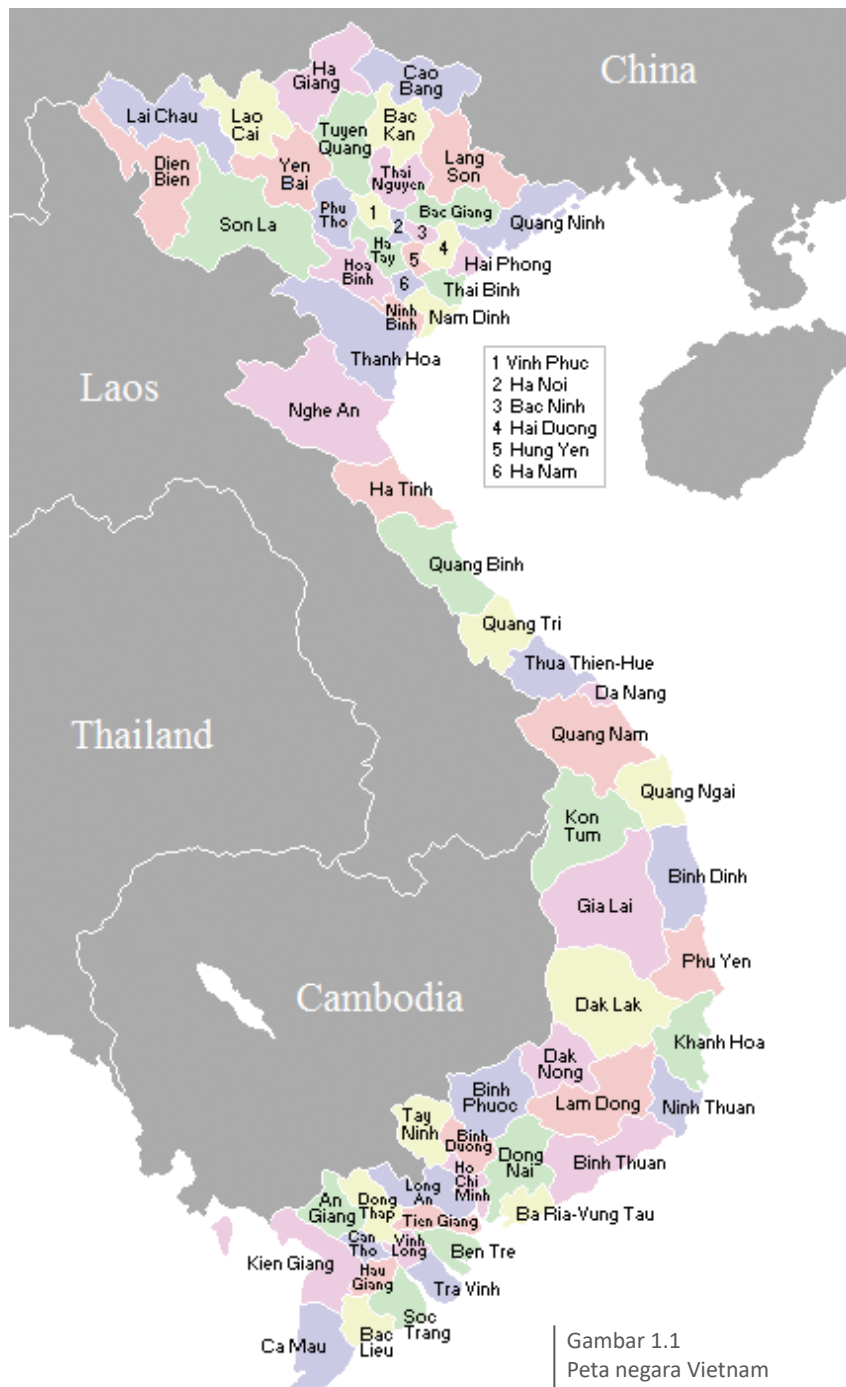 China
Ha
Giang
Cao
Bang
Lai Chau
Lao
Cai
Bac
Kan
Tuyen
Quang
Dien
Bien
Yen
Bai
Thai
Nguyen
Lang
Son
Phu
Tho
1
2
3
Bac Giang
Quang Ninh
Son La
Ha
Tay
4
5
Hai Phong
Hoa
Binh
6
Thai Binh
Ninh
Binh
Nam Dinh
Thanh Hoa
1 Vinh Phuc
2 Ha Noi
3 Bac Ninh
4 Hai Duong
5 Hung Yen
6 Ha Nam
Laos
Nghe An
Ha Tinh
Quang Binh
Quang Tri
Thua Thien-Hue
Da Nang
Thailand
Quang Nam
Quang Ngai
Kon
Tum
Binh Dinh
Gia Lai
Phu Yen
Cambodia
Dak Lak
Khanh Hoa
Dak
Nong
Binh
Phuoc
Lam Dong
Ninh Thuan
Tay
Ninh
Binh
Duong
Dong
Nai
Binh Thuan
Ho
Chi
Minh
Long
An
An
Giang
Dong
Thap
Tien Giang
Ba Ria-Vung Tau
Can
Tho
Vinh
Long
Ben Tre
Kien Giang
Hau
Giang
Tra Vinh
Soc
Trang
Ca Mau
Bac
Lieu
Gambar 1.1
Peta negara Vietnam